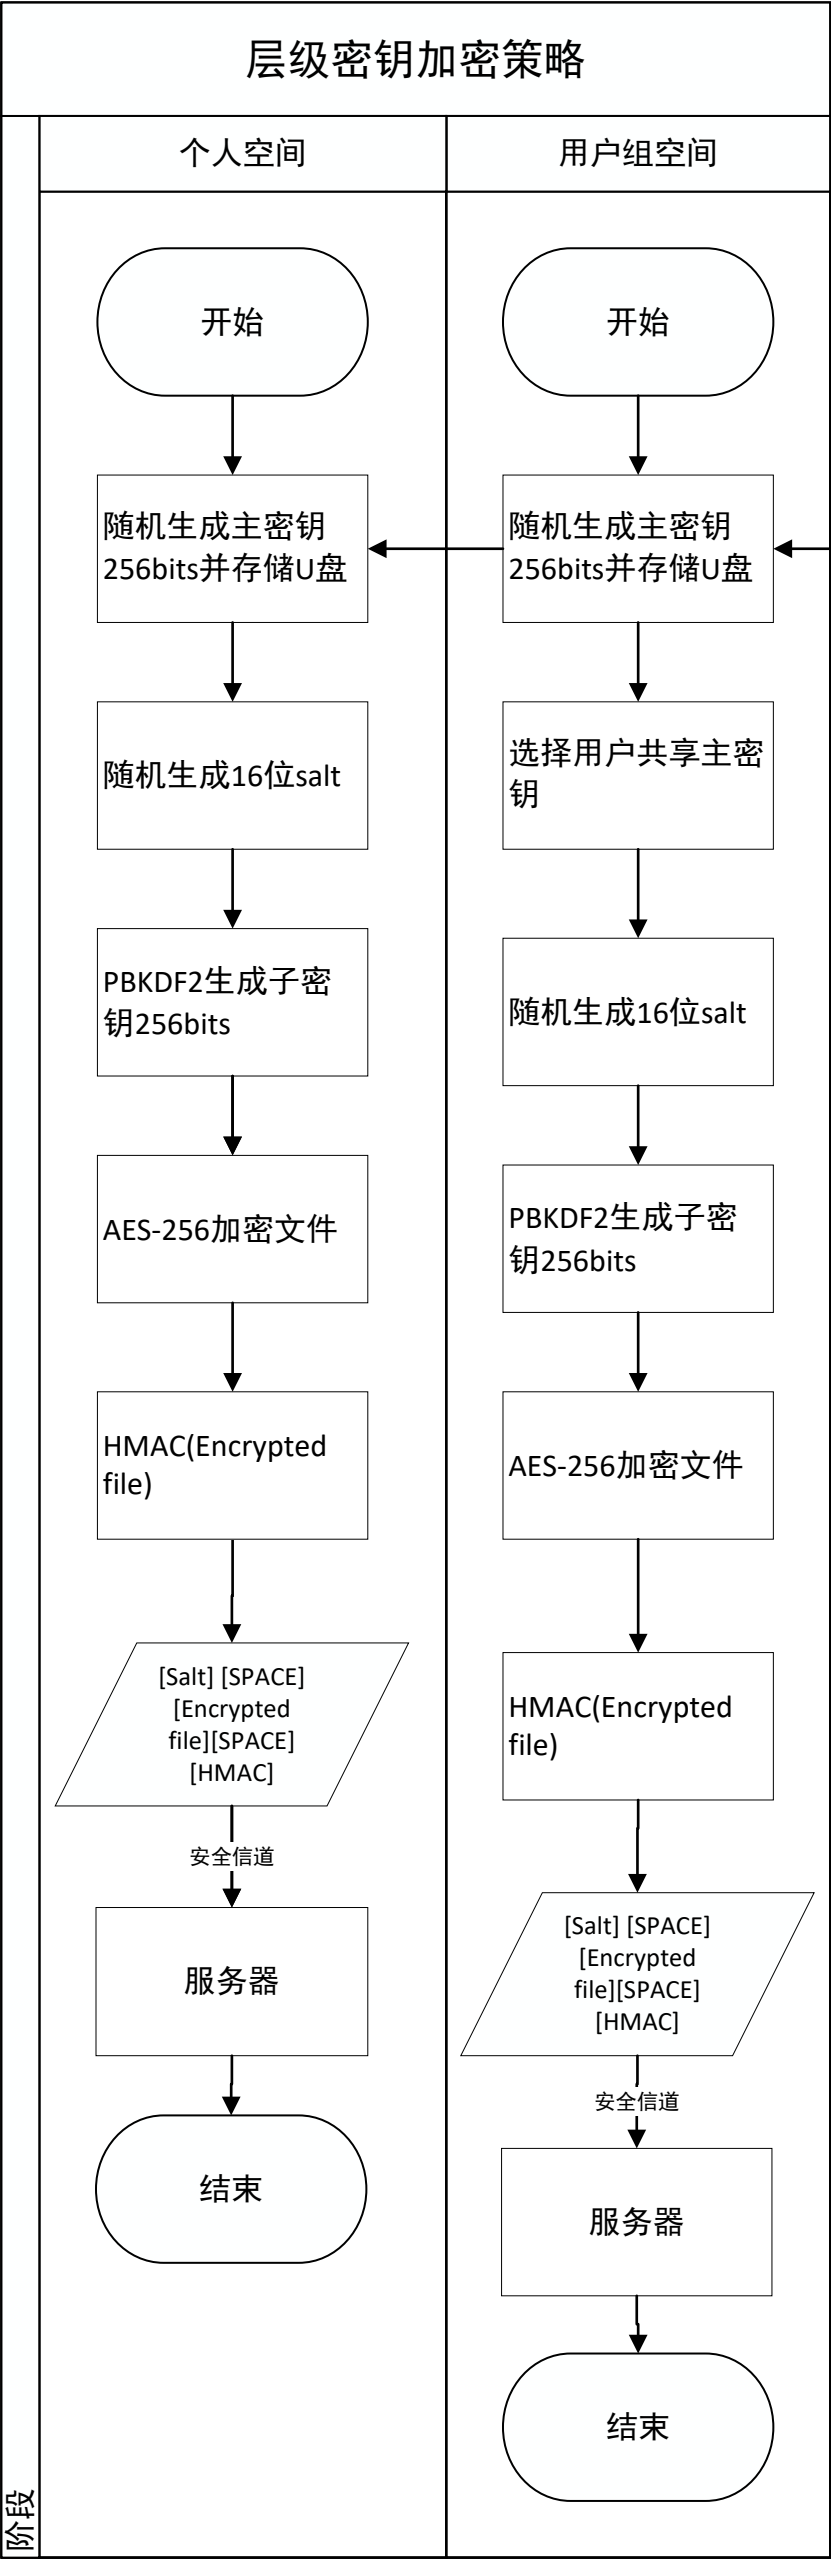 层级密钥加密策略
个人空间
用户组空间
开始
随机生成主密钥
256bits并存储U盘
随机生成16位salt
PBKDF2生成子密
钥256bits
AES-256加密文件
HMAC(Encrypted
file)
[Salt] [SPACE]
[Encrypted
file][SPACE]
[HMAC]
安全信道
服务器
结束
开始
随机生成主密钥
256bits并存储U盘
选择用户共享主密
钥
随机生成16位salt
PBKDF2生成子密
钥256bits
AES-256加密文件
HMAC(Encrypted
file)
[Salt] [SPACE]
[Encrypted
file][SPACE]
[HMAC]
安全信道
服务器
结束
阶段